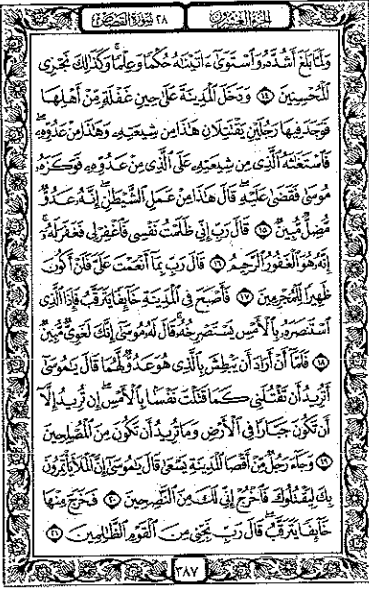 الجزء العشرون ٢٨ سورة القصص
وَلَمَّا بَلَغَ أَشُدَّهُۥ وَٱسْتَوَىٰٓ ءَاتَيْنَٰهُ حُكْمًا وَعِلْمًا ۚ وَكَذَٰلِكَ نَجْزِى
ٱلْمُحْسِنِينَ ١٤ وَدَخَلَ ٱلْمَدِينَةَ عَلَىٰ حِينِ غَفْلَةٍ مِّنْ أَهْلِهَا
فَوَجَدَ فِيهَا رَجُلَيْنِ يَقْتَتِلَانِ هَٰذَا مِن شِيعَتِهِۦ وَهَٰذَا مِنْ عَدُوِّهِۦ ۖ
فَٱسْتَغَٰثَهُ ٱلَّذِى مِن شِيعَتِهِۦ عَلَى ٱلَّذِى مِنْ عَدُوِّهِۦ فَوَكَزَهُۥ
مُوسَىٰ فَقَضَىٰ عَلَيْهِ ۖ قَالَ هَٰذَا مِنْ عَمَلِ ٱلشَّيْطَٰنِ ۖ إِنَّهُۥ عَدُوٌّ
مُّضِلٌّ مُّبِينٌ ١٥ قَالَ رَبِّ إِنِّى ظَلَمْتُ نَفْسِى فَٱغْفِرْ لِى فَغَفَرَ لَهُۥٓ ۚ
إِنَّهُۥ هُوَ ٱلْغَفُورُ ٱلرَّحِيمُ ١٦ قَالَ رَبِّ بِمَآ أَنْعَمْتَ عَلَىَّ فَلَنْ أَكُونَ
ظَهِيرًا لِّلْمُجْرِمِينَ ١٧ فَأَصْبَحَ فِى ٱلْمَدِينَةِ خَآئِفًا يَتَرَقَّبُ فَإِذَا ٱلَّذِى
ٱسْتَنصَرَهُۥ بِٱلْأَمْسِ يَسْتَصْرِخُهُۥ ۚ قَالَ لَهُۥ مُوسَىٰٓ إِنَّكَ لَغَوِىٌّ مُّبِينٌ
١٨ فَلَمَّآ أَنْ أَرَادَ أَن يَبْطِشَ بِٱلَّذِى هُوَ عَدُوٌّ لَّهُمَا قَالَ يَٰمُوسَىٰٓ
أَتُرِيدُ أَن تَقْتُلَنِى كَمَا قَتَلْتَ نَفْسًۢا بِٱلْأَمْسِ ۖ إِن تُرِيدُ إِلَّآ
أَن تَكُونَ جَبَّارًا فِى ٱلْأَرْضِ وَمَا تُرِيدُ أَن تَكُونَ مِنَ ٱلْمُصْلِحِينَ
١٩ وَجَآءَ رَجُلٌ مِّنْ أَقْصَا ٱلْمَدِينَةِ يَسْعَىٰ قَالَ يَٰمُوسَىٰٓ إِنَّ ٱلْمَلَأَ يَأْتَمِرُونَ
بِكَ لِيَقْتُلُوكَ فَٱخْرُجْ إِنِّى لَكَ مِنَ ٱلنَّٰصِحِينَ ٢٠ فَخَرَجَ مِنْهَا
خَآئِفًا يَتَرَقَّبُ ۖ قَالَ رَبِّ نَجِّنِى مِنَ ٱلْقَوْمِ ٱلظَّٰلِمِينَ ٢١
٣٨٧